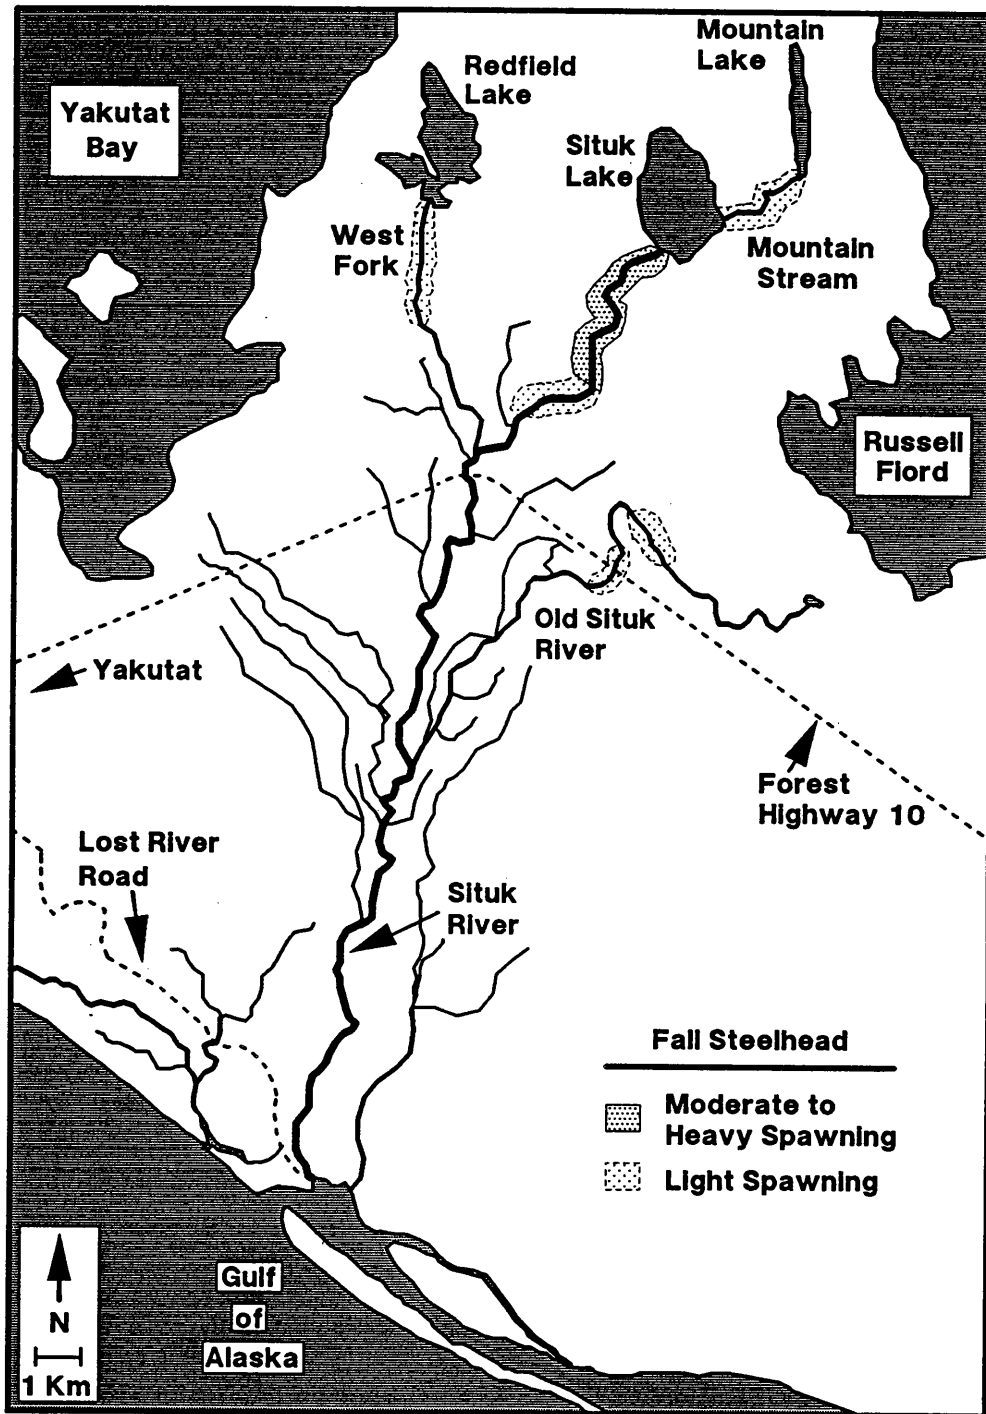 Mountain
Lake
Redfield
Lake
Yakutat
Bay
Situk
Lake
West
Fork
Mountain
Stream
Russell
Fiord
Old Situk
River
Yakutat
Forest
Highway 10
Lost River
Road
Situk
River
Fall Steelhead
Moderate to
Heavy Spawning
Light Spawning
Gulf
of
Alaska
N
1 Km